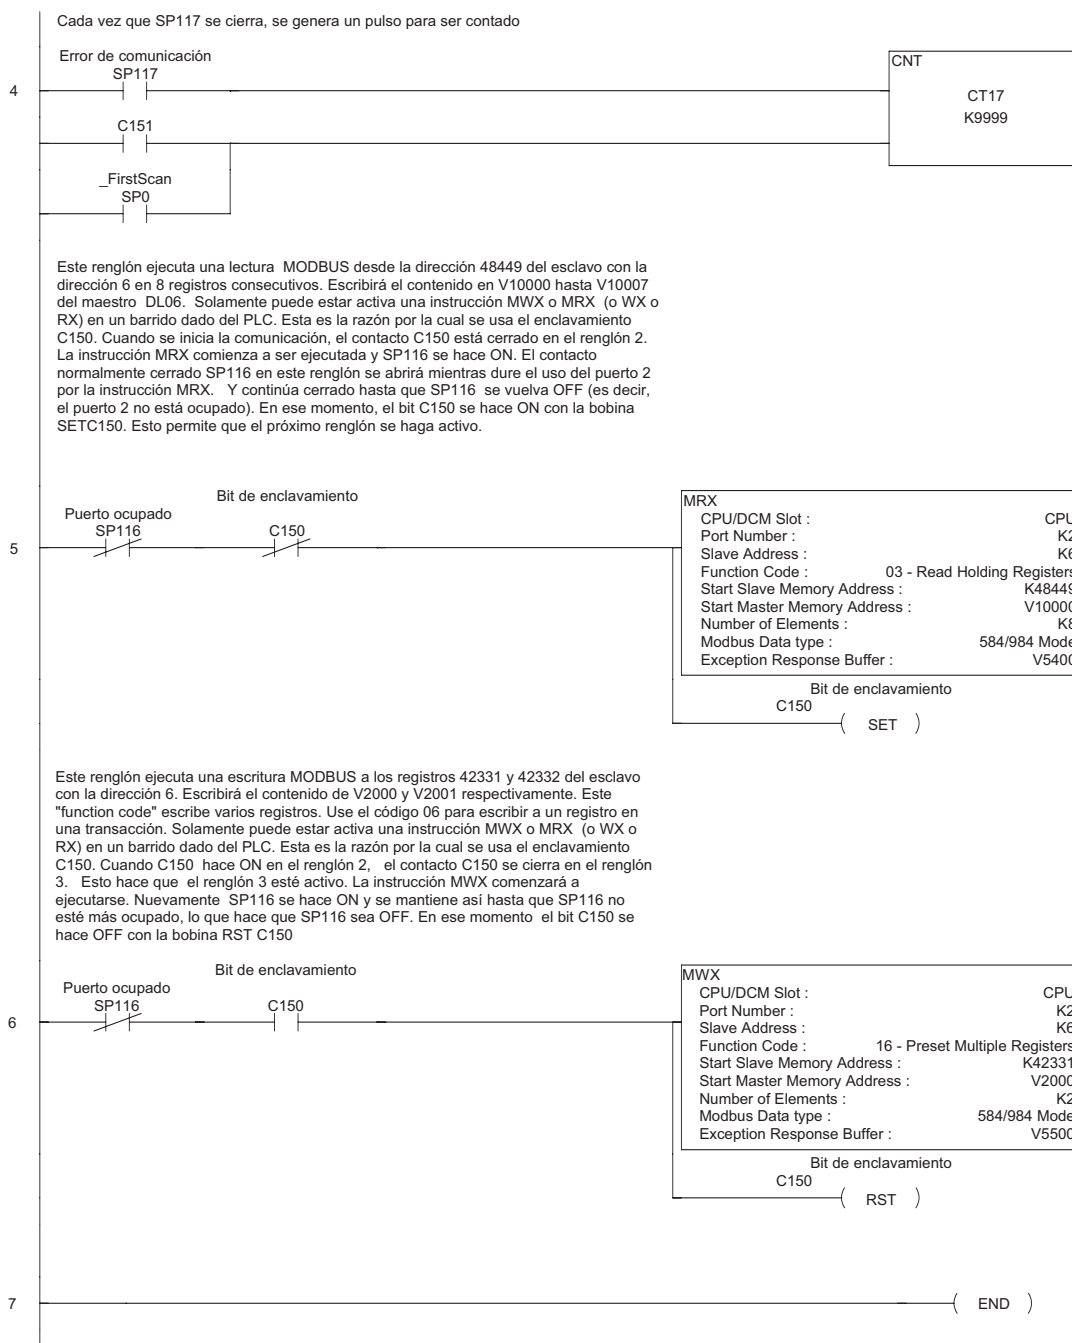 Cada vez que SP117 se cierra, se genera un pulso para ser contado
Error de comunicación
SP117
CNT
4
CT17
K9999
C151
_FirstScan
SP0
Este renglón ejecuta una lectura MODBUS desde la dirección 48449 del esclavo con la
dirección 6 en 8 registros consecutivos. Escribirá el contenido en V10000 hasta V10007
del maestro DL06. Solamente puede estar activa una instrucción MWX o MRX (o WX o
RX) en un barrido dado del PLC. Esta es la razón por la cual se usa el enclavamiento
C150. Cuando se inicia la comunicación, el contacto C150 está cerrado en el renglón 2.
La instrucción MRX comienza a ser ejecutada y SP116 se hace ON. El contacto
normalmente cerrado SP116 en este renglón se abrirá mientras dure el uso del puerto 2
por la instrucción MRX. Y continúa cerrado hasta que SP116 se vuelva OFF (es decir,
el puerto 2 no está ocupado). En ese momento, el bit C150 se hace ON con la bobina
SETC150. Esto permite que el próximo renglón se haga activo.
Bit de enclavamiento
Puerto ocupado
SP116
C150
5
MRX
CPU/DCM Slot : CPU
Port Number : K2
Slave Address : K6
Function Code : 03 - Read Holding Registers
Start Slave Memory Address : K48449
Start Master Memory Address : V10000
Number of Elements : K8
Modbus Data type : 584/984 Mode
Exception Response Buffer : V5400
Bit de enclavamiento
C150
SET
Este renglón ejecuta una escritura MODBUS a los registros 42331 y 42332 del esclavo
con la dirección 6. Escribirá el contenido de V2000 y V2001 respectivamente. Este
"function code" escribe varios registros. Use el código 06 para escribir a un registro en
una transacción. Solamente puede estar activa una instrucción MWX o MRX (o WX o
RX) en un barrido dado del PLC. Esta es la razón por la cual se usa el enclavamiento
C150. Cuando C150 hace ON en el renglón 2, el contacto C150 se cierra en el renglón
3. Esto hace que el renglón 3 esté activo. La instrucción MWX comenzará a
ejecutarse. Nuevamente SP116 se hace ON y se mantiene así hasta que SP116 no
esté más ocupado, lo que hace que SP116 sea OFF. En ese momento el bit C150 se
hace OFF con la bobina RST C150
Bit de enclavamiento
Puerto ocupado
SP116
C150
6
MWX
CPU/DCM Slot : CPU
Port Number : K2
Slave Address : K6
Function Code : 16 - Preset Multiple Registers
Start Slave Memory Address : K42331
Start Master Memory Address : V2000
Number of Elements : K2
Modbus Data type : 584/984 Mode
Exception Response Buffer : V5500
Bit de enclavamiento
C150
RST
7
END